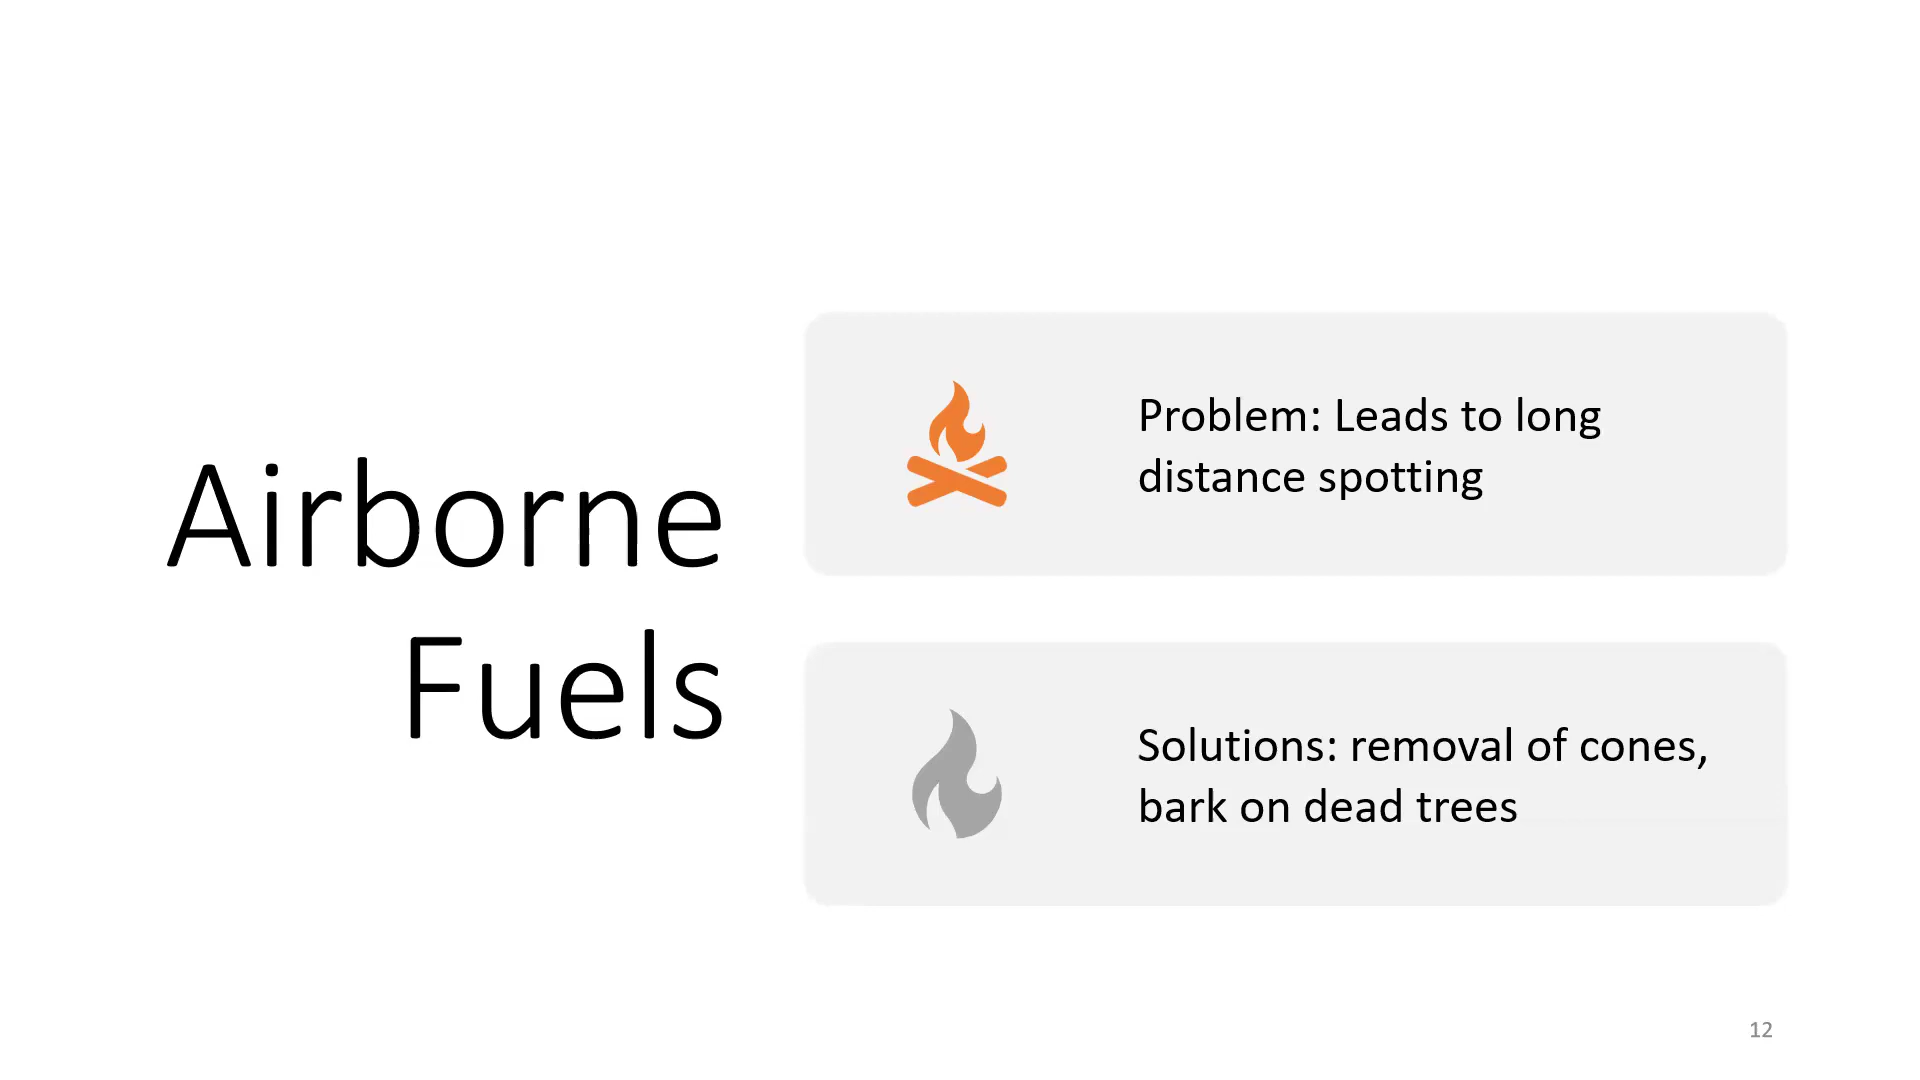 Airborne
Fuels
Problem: Leads to long
distance spotting
Solutions: removal of cones,
bark on dead trees
12